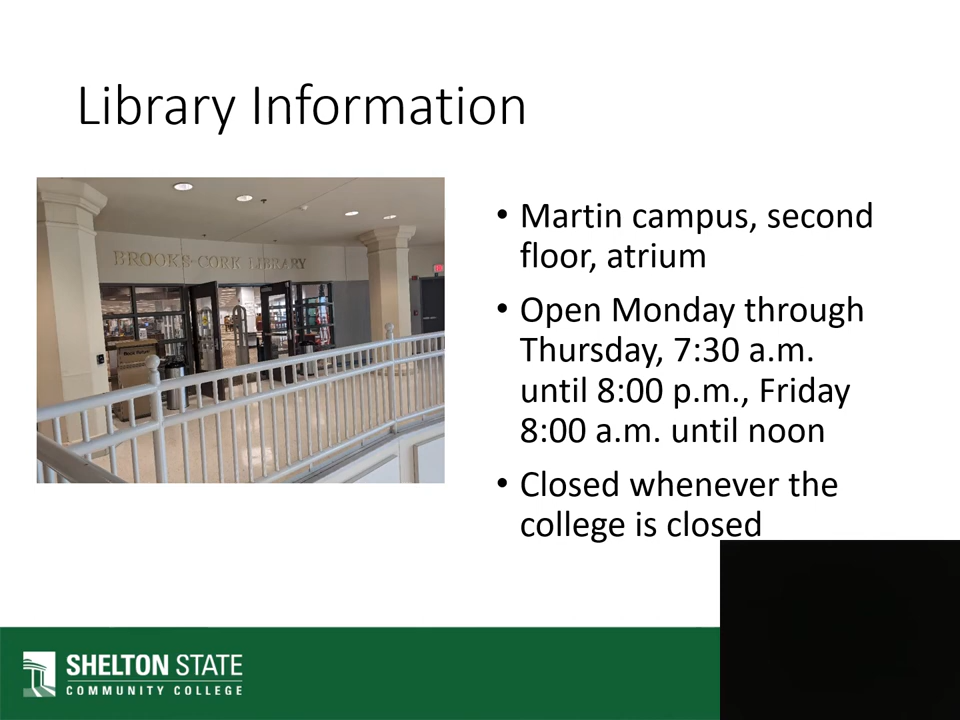 Library Information
BROOKS-CORK LIBRARY
• Martin campus, second
floor, atrium
• Open Monday through
Thursday, 7:30 a.m.
until 8:00 p.m., Friday
8:00 a.m. until noon
• Closed whenever the
college is closed
SHELTON STATE
COMMUNITY COLLEGE